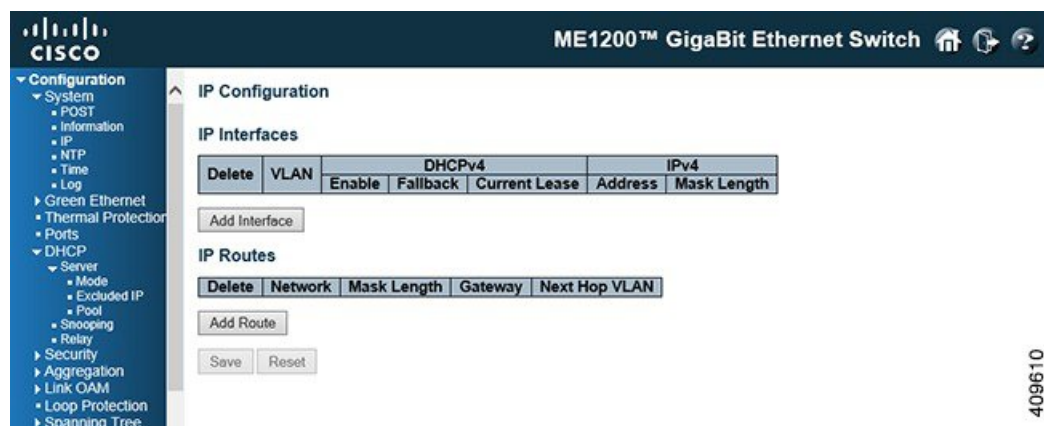 CISCO
ME1200™ GigaBit Ethernet Switch
Configuration
System
POST
Information
IP
NTP
Time
Log
Green Ethernet
Thermal Protection
Ports
DHCP
Server
Mode
Excluded IP
Pool
Snooping
Relay
Security
Aggregation
Link OAM
Loop Protection
Spanning Tree
IP Configuration
IP Interfaces
Delete VLAN DHCPv4 IPv4
Enable Fallback Current Lease Address Mask Length
Add Interface
IP Routes
Delete Network Mask Length Gateway Next Hop VLAN
Add Route
Save Reset
409610